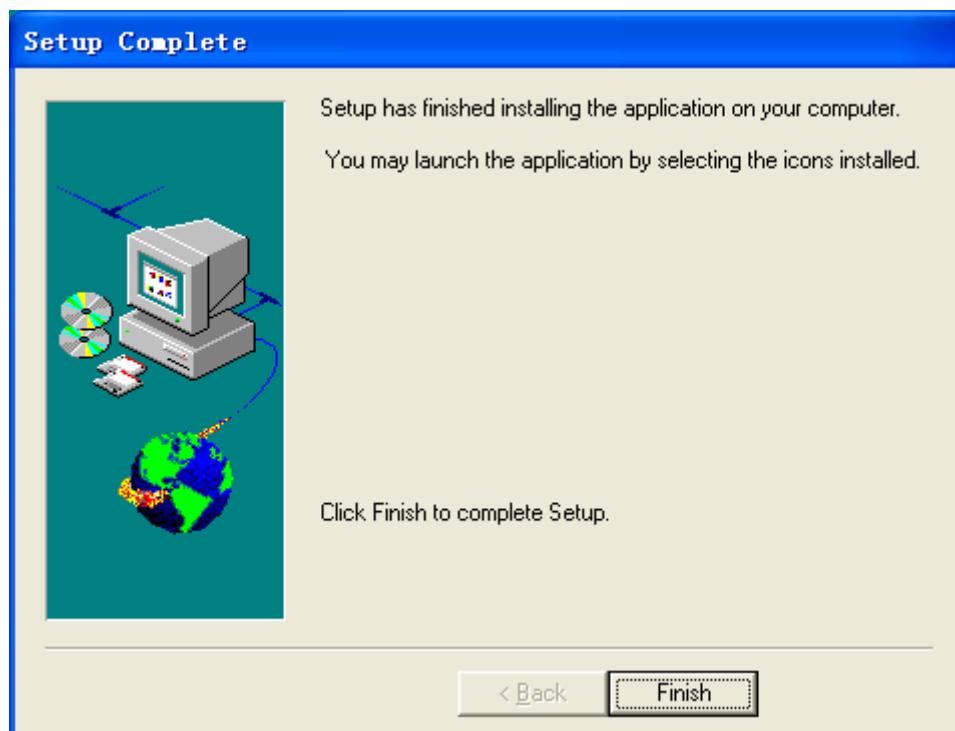 Setup Complete
Setup has finished installing the application on your computer.
You may launch the application by selecting the icons installed.
Click Finish to complete Setup.
< Back
Finish